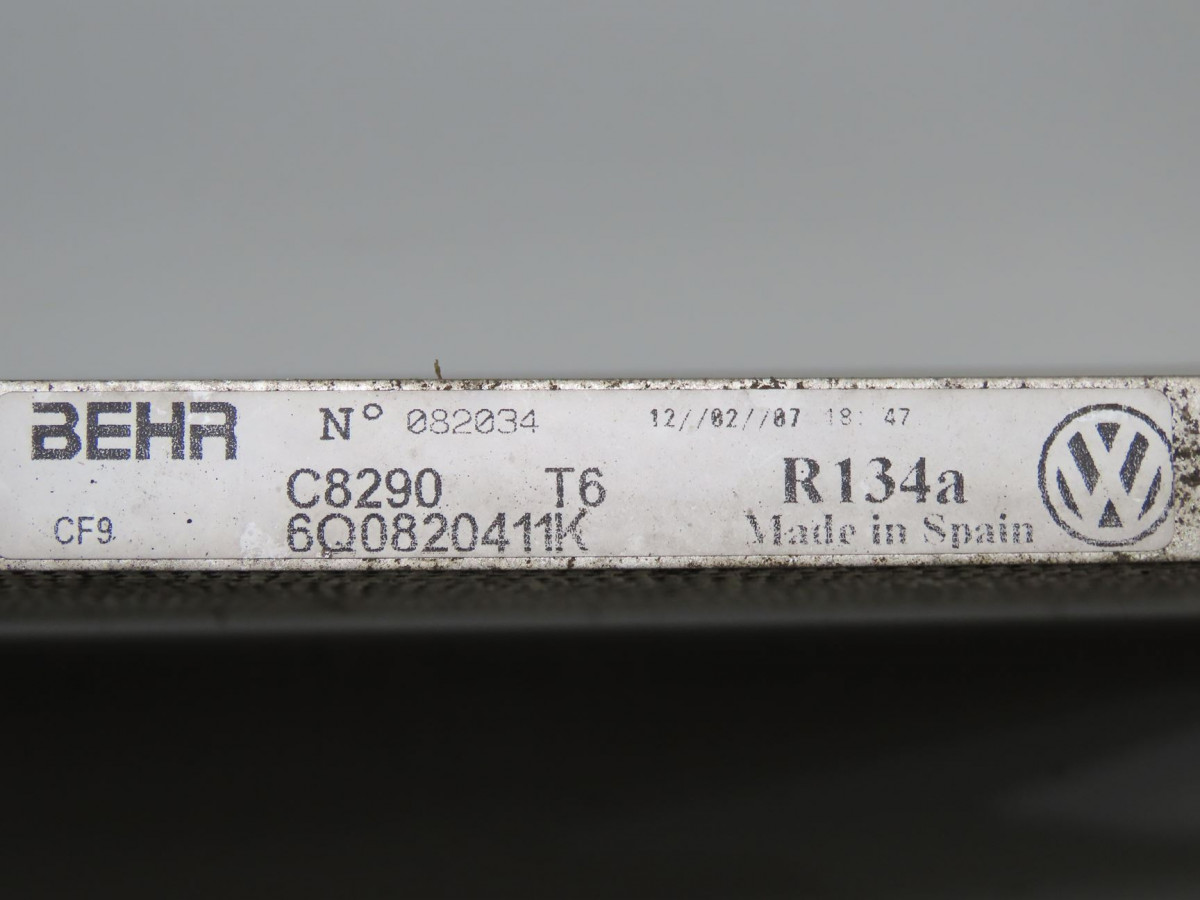 BEHR N° 082034 12//02//07 18: 47
C8290 T6 R134a
CF9 6Q0820411K Made in Spain